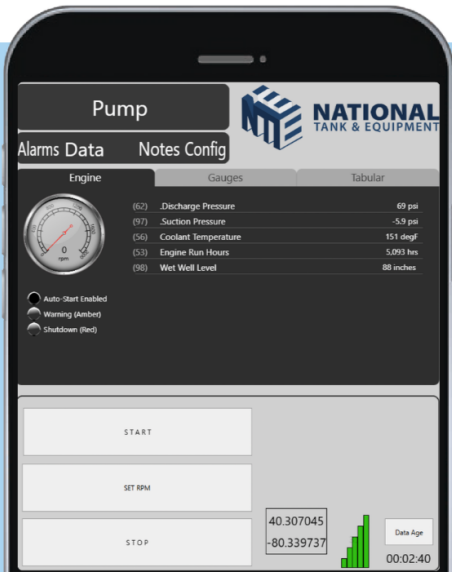 Pump
NATIONAL
TANK & EQUIPMENT
Alarms Data Notes Config
Engine Gauges Tabular
(62) .Discharge Pressure 69 psi
(97) .Suction Pressure -5.9 psi
(56) Coolant Temperature 151 degF
(53) Engine Run Hours 5,093 hrs
(98) Wet Well Level 88 inches
0
rpm
Auto-Start Enabled
Warning (Amber)
Shutdown (Red)
START
SET RPM
STOP
40.307045
-80.339737
Data Age
00:02:40